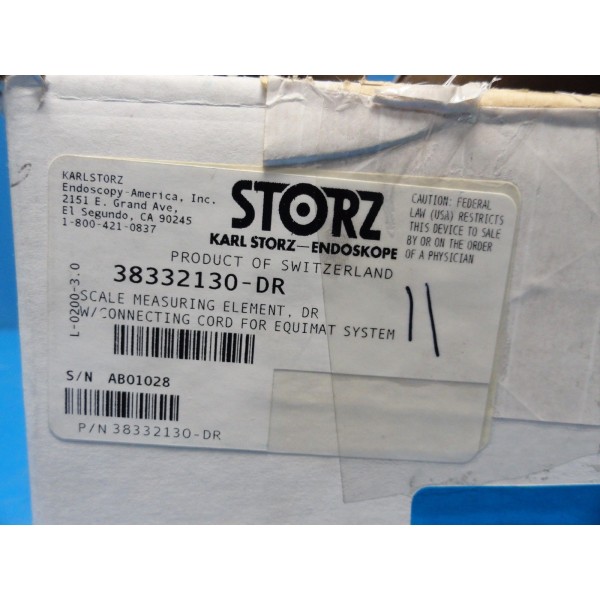 KARLSTORZ
Endoscopy-America, Inc.
2151 E. Grand Ave,
El Segundo, CA 90245
1-800-421-0837
STORZ
KARL STORZ—ENDOSKOPE
CAUTION: FEDERAL
LAW (USA) RESTRICTS
THIS DEVICE TO SALE
BY OR ON THE ORDER
OF A PHYSICIAN
PRODUCT OF SWITZERLAND
38332130-DR
SCALE MEASURING ELEMENT, DR
W/CONNECTING CORD FOR EQUIMAT SYSTEM
L-0200-3.0
11
S/N AB01028
P/N 38332130-DR